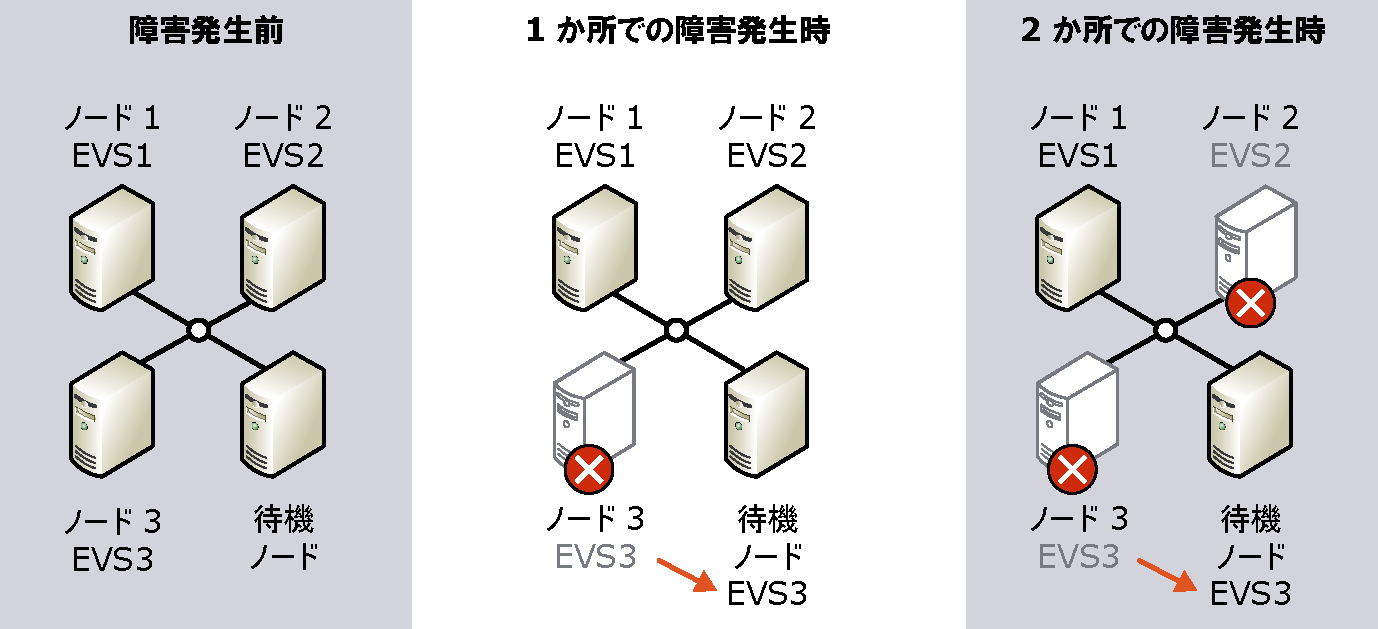 障害発生前
ノード 1
EVS1
ノード 2
EVS2
ノード 3
EVS3
待機
ノード
1 か所での障害発生時
ノード 1
EVS1
ノード 2
EVS2
ノード 3
EVS3
待機
ノード
EVS3
2 か所での障害発生時
ノード 1
EVS1
ノード 2
EVS2
ノード 3
EVS3
待機
ノード
EVS3